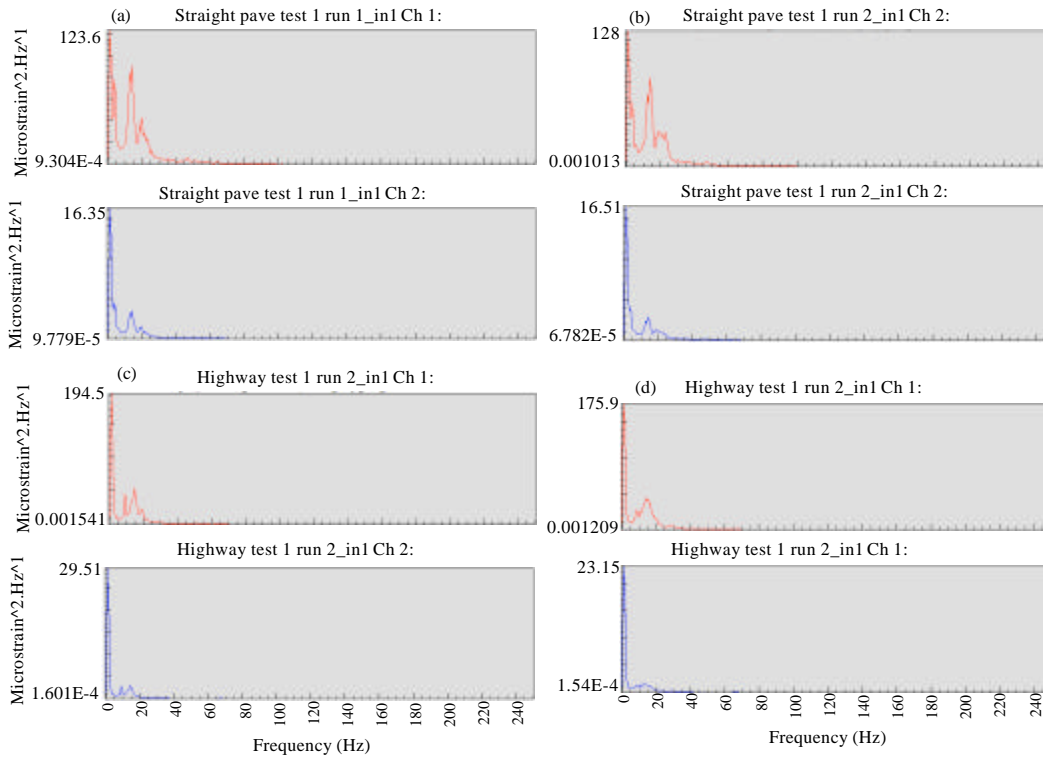 (a) Straight pave test 1 run 1_in1 Ch 1:
Microstrain^2.Hz^1
123.6
9.304E-4
Straight pave test 1 run 1_in1 Ch 2:
Microstrain^2.Hz^1
16.35
9.779E-5
(b) Straight pave test 1 run 2_in1 Ch 2:
128
0.001013
Straight pave test 1 run 2_in1 Ch 2:
16.51
6.782E-5
(c) Highway test 1 run 2_in1 Ch 1:
Microstrain^2.Hz^1
194.5
0.001541
Highway test 1 run 2_in1 Ch 2:
Microstrain^2.Hz^1
29.51
1.601E-4
0 20 40 60 80 100 120 140 160 180 200 220 240
Frequency (Hz)
(d) Highway test 1 run 2_in1 Ch 1:
175.9
0.001209
Highway test 1 run 2_in1 Ch 1:
23.15
1.54E-4
0 20 40 60 80 100 120 140 160 180 200 220 240
Frequency (Hz)